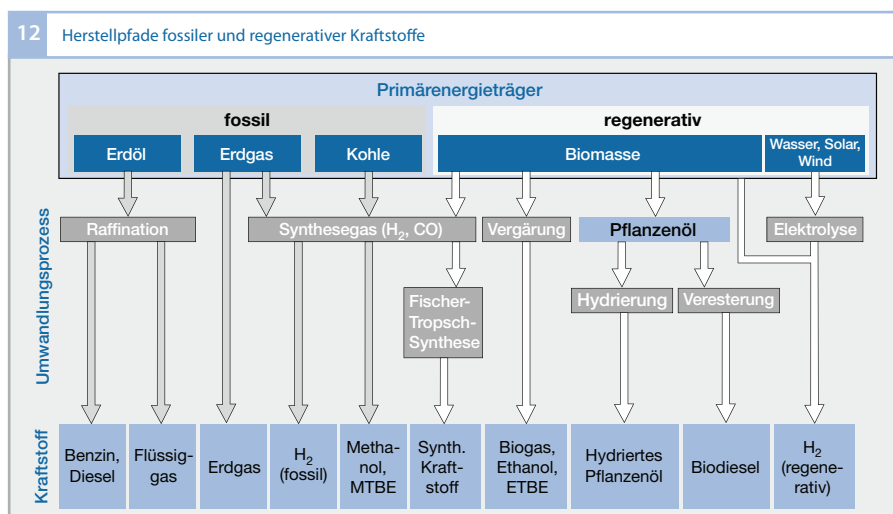 12
Herstellpfade fossiler und regenerativer Kraftstoffe
Primärenergieträger
fossil
regenerativ
Erdöl
Erdgas
Kohle
Biomasse
Wasser, Solar,
Wind
Umwandlungsprozess
Raffination
Synthesegas (H₂, CO)
Vergärung
Pflanzenöl
Elektrolyse
Fischer-
Tropsch-
Synthese
Hydrierung
Veresterung
Kraftstoff
Benzin,
Diesel
Flüssig-
gas
Erdgas
H₂
(fossil)
Metha-
nol,
MTBE
Synth.
Kraft-
stoff
Biogas,
Ethanol,
ETBE
Hydriertes
Pflanzenöl
Biodiesel
H₂
(regene-
rativ)